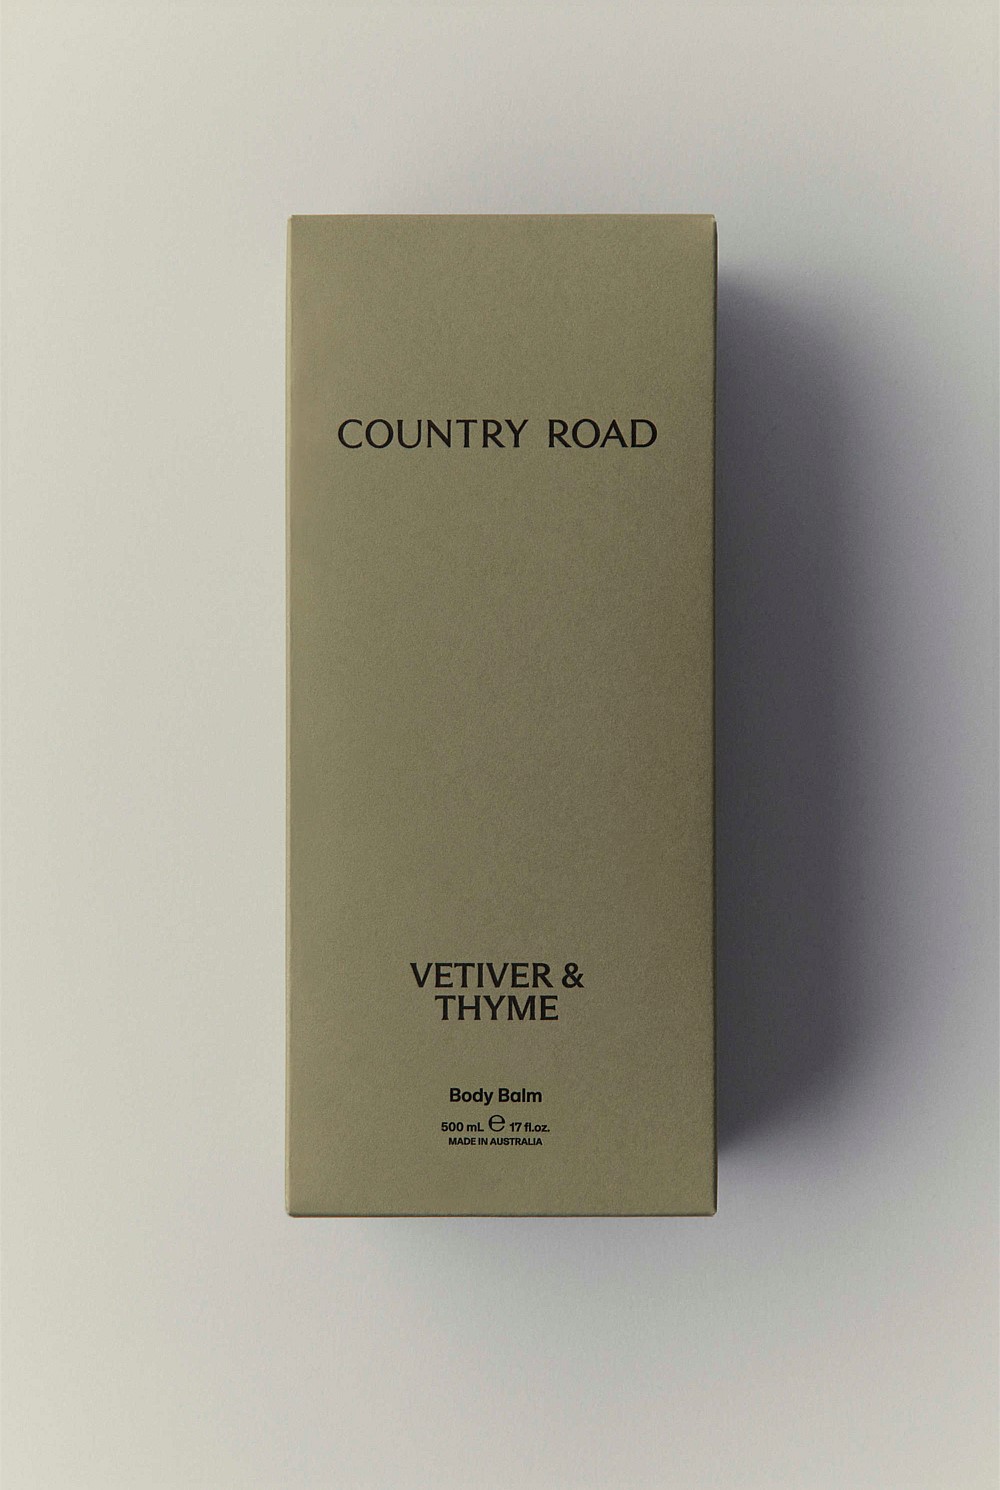 COUNTRY ROAD
VETIVER &
THYME
Body Balm
500 mL ℮ 17 fl.oz.
MADE IN AUSTRALIA